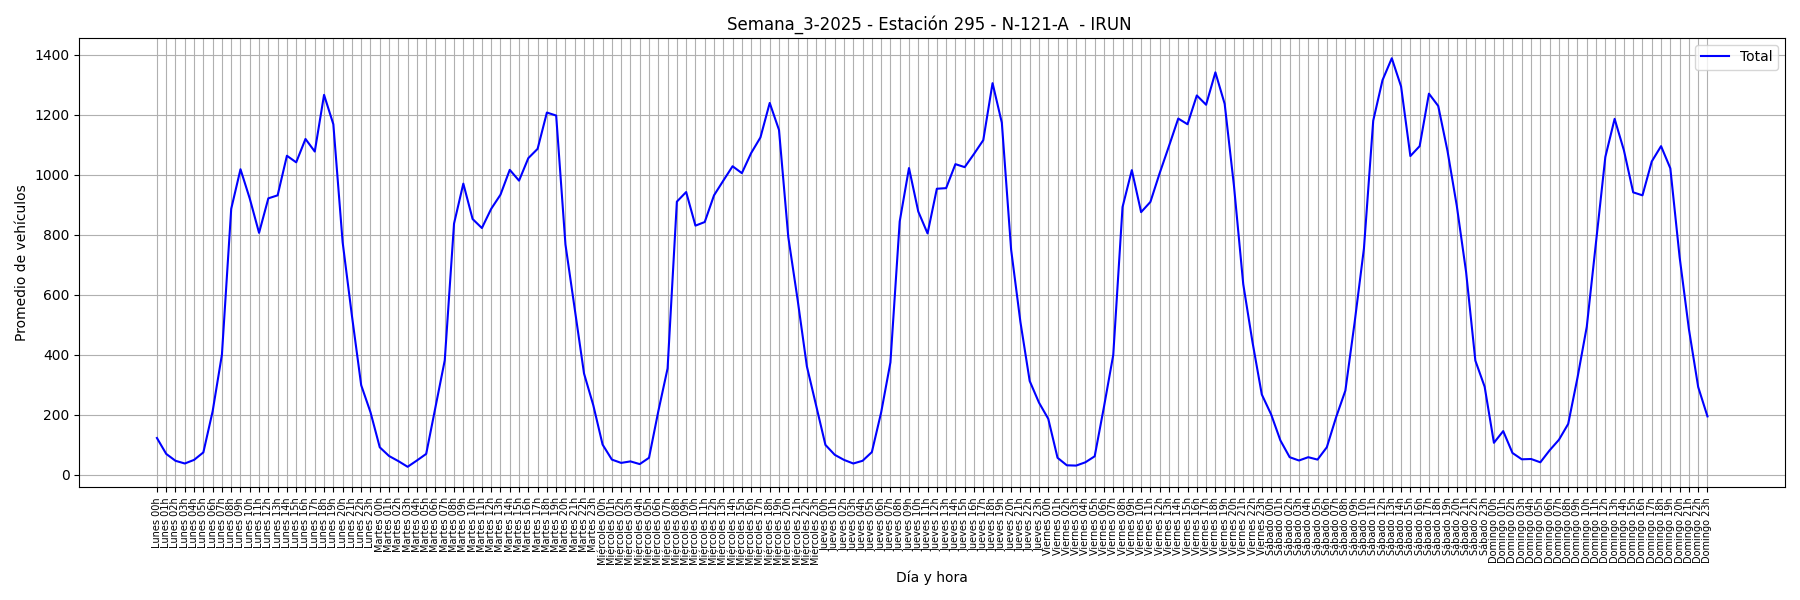 Semana_3-2025 - Estación 295 - N-121-A - IRUN
Total
Promedio de vehículos
1400
1200
1000
800
600
400
200
0
Lunes 00h
Lunes 01h
Lunes 02h
Lunes 03h
Lunes 04h
Lunes 05h
Lunes 06h
Lunes 07h
Lunes 08h
Lunes 09h
Lunes 10h
Lunes 11h
Lunes 12h
Lunes 13h
Lunes 14h
Lunes 15h
Lunes 16h
Lunes 17h
Lunes 18h
Lunes 19h
Lunes 20h
Lunes 21h
Lunes 22h
Lunes 23h
Martes 00h
Martes 01h
Martes 02h
Martes 03h
Martes 04h
Martes 05h
Martes 06h
Martes 07h
Martes 08h
Martes 09h
Martes 10h
Martes 11h
Martes 12h
Martes 13h
Martes 14h
Martes 15h
Martes 16h
Martes 17h
Martes 18h
Martes 19h
Martes 20h
Martes 21h
Martes 22h
Martes 23h
Miércoles 00h
Miércoles 01h
Miércoles 02h
Miércoles 03h
Miércoles 04h
Miércoles 05h
Miércoles 06h
Miércoles 07h
Miércoles 08h
Miércoles 09h
Miércoles 10h
Miércoles 11h
Miércoles 12h
Miércoles 13h
Miércoles 14h
Miércoles 15h
Miércoles 16h
Miércoles 17h
Miércoles 18h
Miércoles 19h
Miércoles 20h
Miércoles 21h
Miércoles 22h
Miércoles 23h
Jueves 00h
Jueves 01h
Jueves 02h
Jueves 03h
Jueves 04h
Jueves 05h
Jueves 06h
Jueves 07h
Jueves 08h
Jueves 09h
Jueves 10h
Jueves 11h
Jueves 12h
Jueves 13h
Jueves 14h
Jueves 15h
Jueves 16h
Jueves 17h
Jueves 18h
Jueves 19h
Jueves 20h
Jueves 21h
Jueves 22h
Jueves 23h
Viernes 00h
Viernes 01h
Viernes 02h
Viernes 03h
Viernes 04h
Viernes 05h
Viernes 06h
Viernes 07h
Viernes 08h
Viernes 09h
Viernes 10h
Viernes 11h
Viernes 12h
Viernes 13h
Viernes 14h
Viernes 15h
Viernes 16h
Viernes 17h
Viernes 18h
Viernes 19h
Viernes 20h
Viernes 21h
Viernes 22h
Viernes 23h
Sábado 00h
Sábado 01h
Sábado 02h
Sábado 03h
Sábado 04h
Sábado 05h
Sábado 06h
Sábado 07h
Sábado 08h
Sábado 09h
Sábado 10h
Sábado 11h
Sábado 12h
Sábado 13h
Sábado 14h
Sábado 15h
Sábado 16h
Sábado 17h
Sábado 18h
Sábado 19h
Sábado 20h
Sábado 21h
Sábado 22h
Sábado 23h
Domingo 00h
Domingo 01h
Domingo 02h
Domingo 03h
Domingo 04h
Domingo 05h
Domingo 06h
Domingo 07h
Domingo 08h
Domingo 09h
Domingo 10h
Domingo 11h
Domingo 12h
Domingo 13h
Domingo 14h
Domingo 15h
Domingo 16h
Domingo 17h
Domingo 18h
Domingo 19h
Domingo 20h
Domingo 21h
Domingo 22h
Domingo 23h
Día y hora